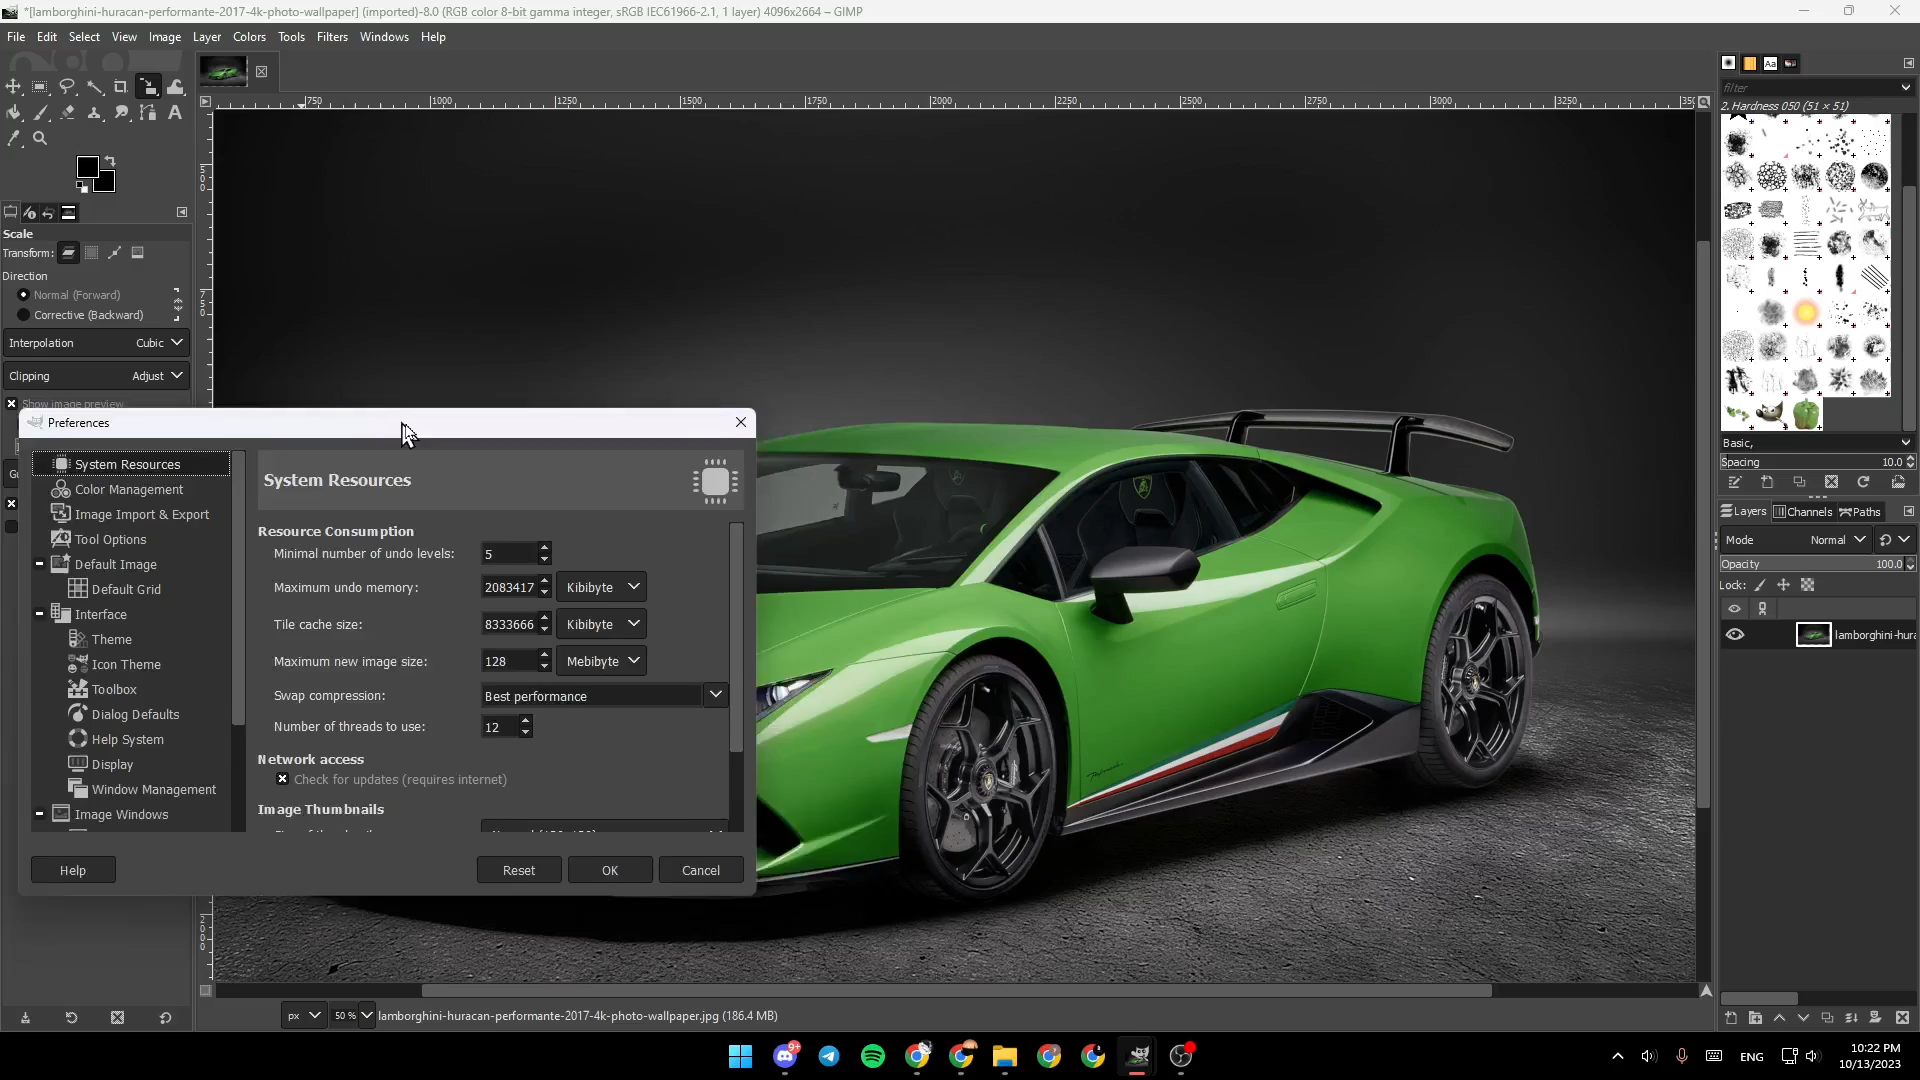 *[lamborghini-huracan-performante-2017-4k-photo-wallpaper] (imported)-8.0 (RGB color 8-bit gamma integer, sRGB IEC61966-2.1, 1 layer) 4096x2664 – GIMP
File Edit Select View Image Layer Colors Tools Filters Windows Help
750 1000 1250 1500 1750 2000 2250 2500 2750 3000 3250
filter
2. Hardness 050 (51 × 51)
500
750
2000
Scale
Transform:
Direction
Normal (Forward)
Corrective (Backward)
Interpolation Cubic
Clipping Adjust
Show image preview
Preferences
System Resources
Color Management
Image Import & Export
Tool Options
Default Image
Default Grid
Interface
Theme
Icon Theme
Toolbox
Dialog Defaults
Help System
Display
Window Management
Image Windows
System Resources
Resource Consumption
Minimal number of undo levels: 5
Maximum undo memory: 2083417 Kibibyte
Tile cache size: 8333666 Kibibyte
Maximum new image size: 128 Mebibyte
Swap compression: Best performance
Number of threads to use: 12
Network access
Check for updates (requires internet)
Image Thumbnails
Help Reset OK Cancel
Basic,
Spacing 10.0
Layers Channels Paths
Mode Normal
Opacity 100.0
Lock:
lamborghini-hura
px 50 % lamborghini-huracan-performante-2017-4k-photo-wallpaper.jpg (186.4 MB)
9+
ENG
10:22 PM
10/13/2023